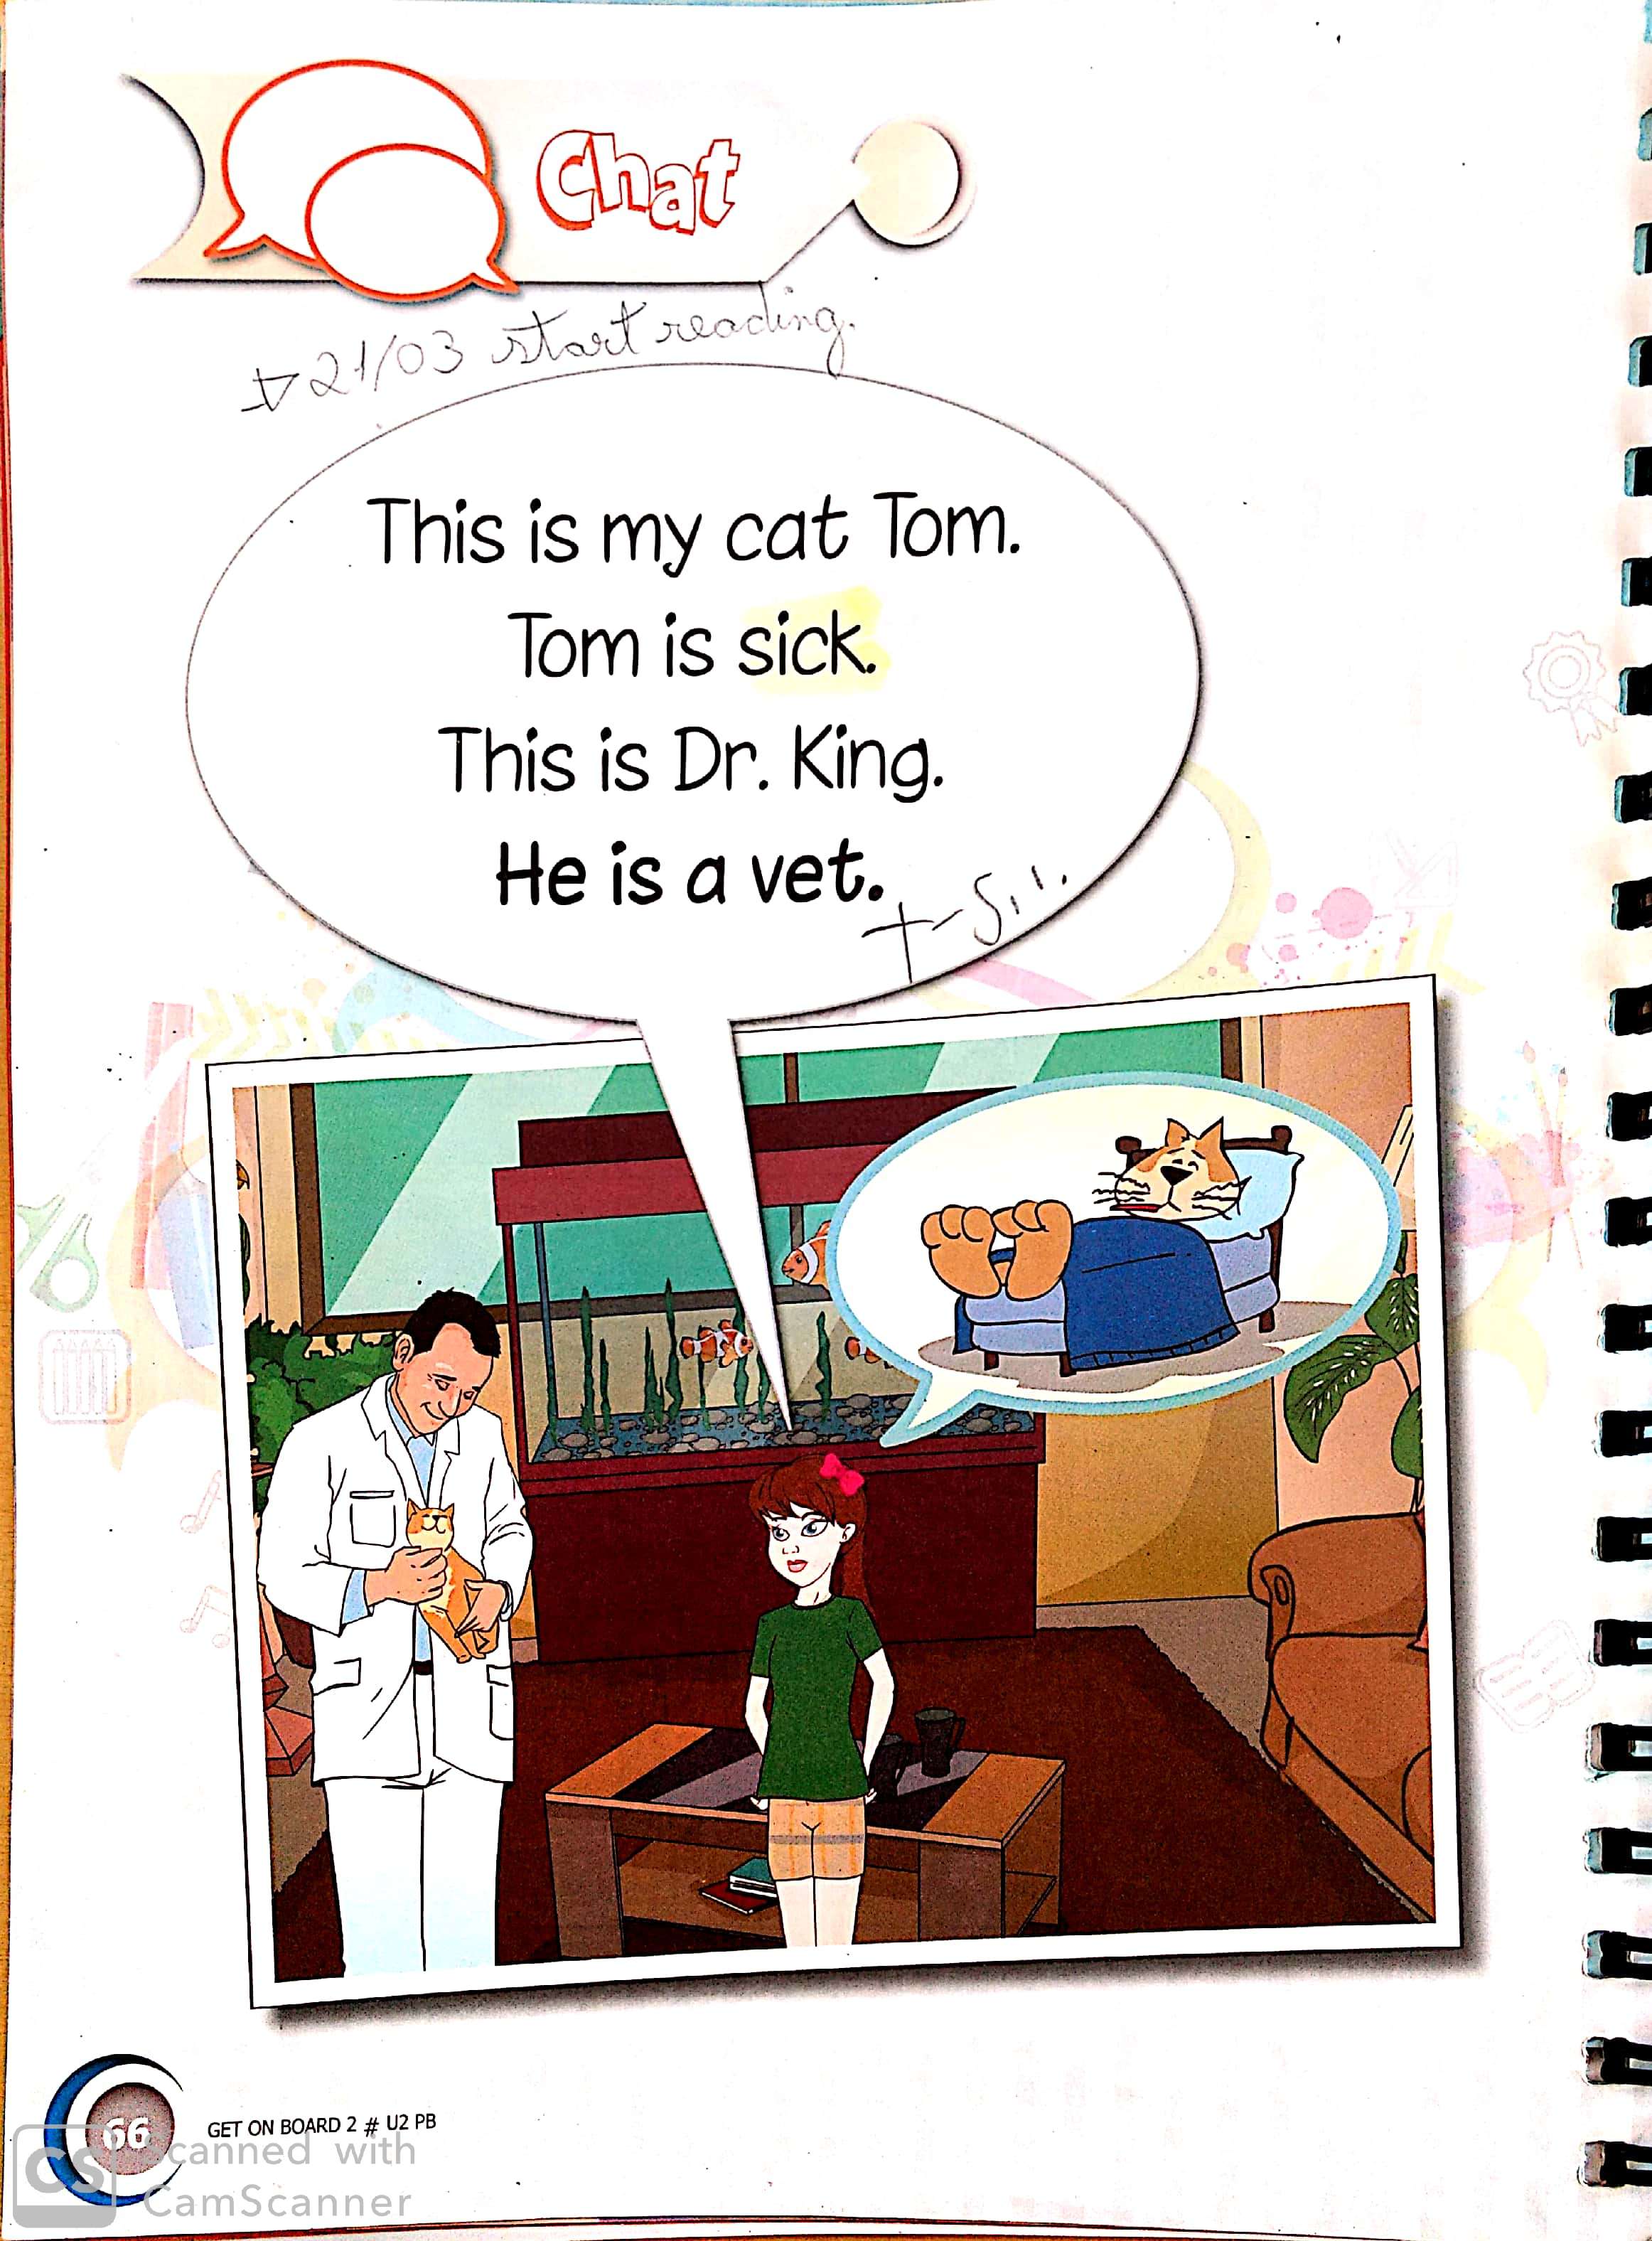 Chat
21/03 start reading.
This is my cat Tom.
Tom is sick.
This is Dr. King.
He is a vet.
66
GET ON BOARD 2 # U2 PB
CS
Scanned with
CamScanner